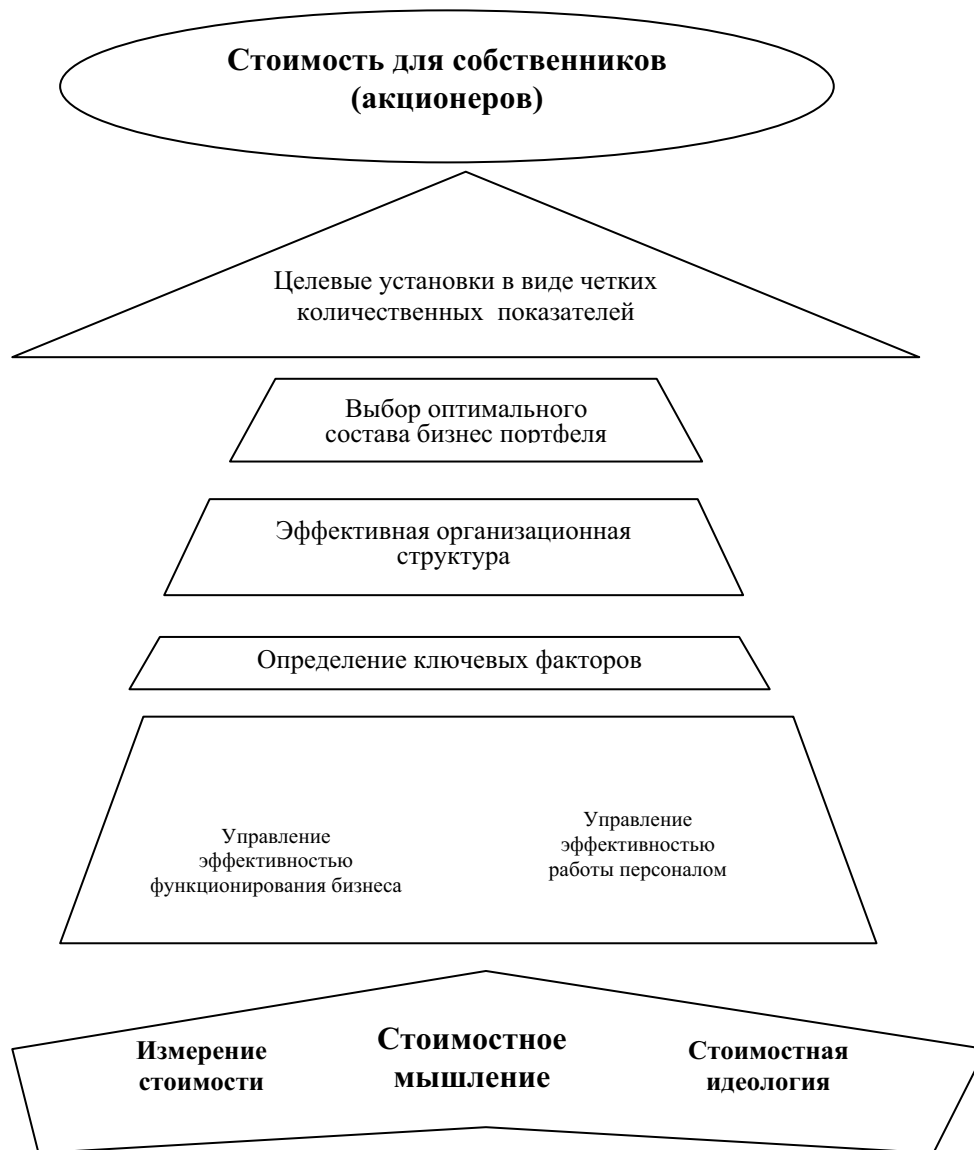 Стоимость для собственников
(акционеров)
Целевые установки в виде четких
количественных показателей
Выбор оптимального
состава бизнес портфеля
Эффективная организационная
структура
Определение ключевых факторов
Управление
эффективностью
функционирования бизнеса
Управление
эффективностью
работы персоналом
Измерение
стоимости
Стоимостное
мышление
Стоимостная
идеология